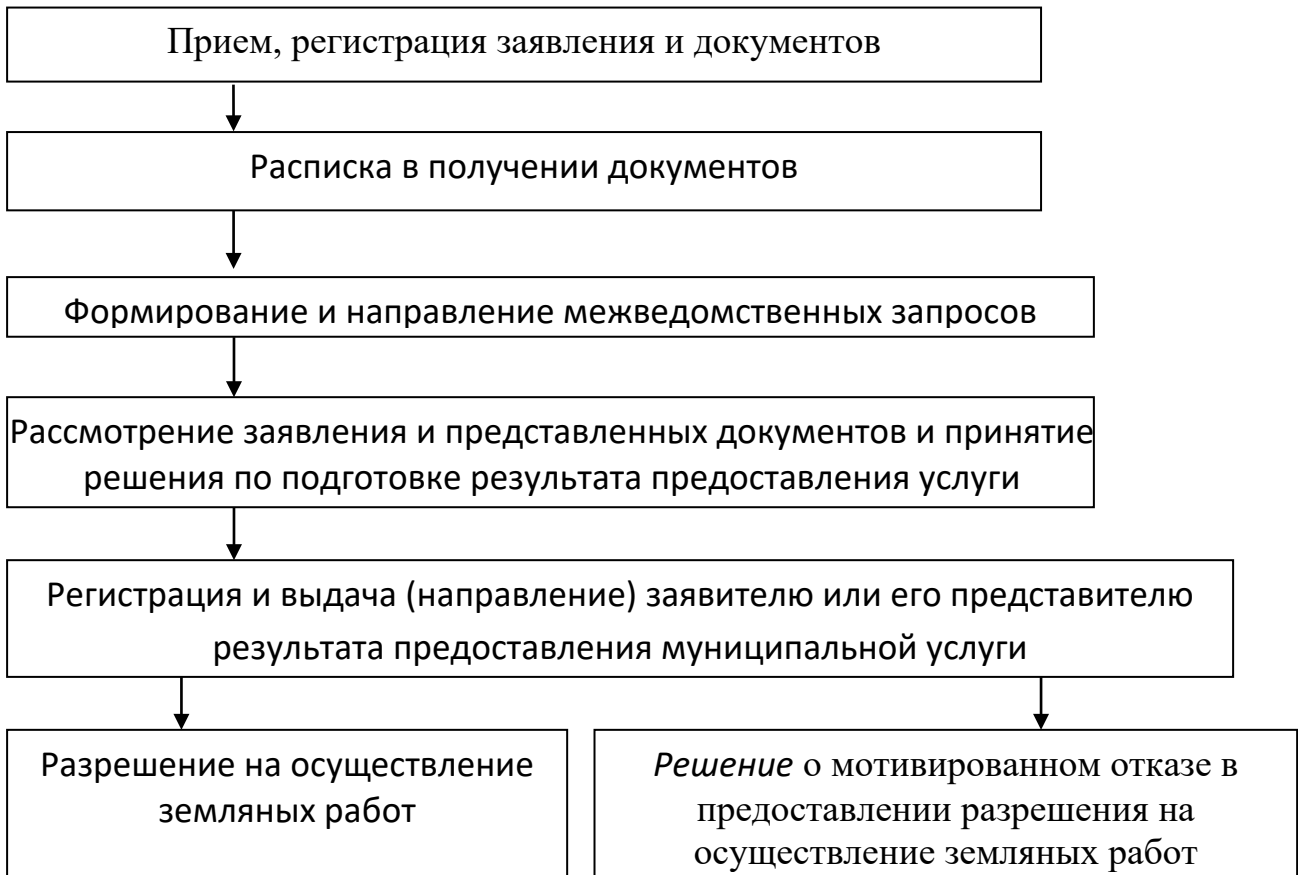 Прием, регистрация заявления и документов
Расписка в получении документов
Формирование и направление межведомственных запросов
Рассмотрение заявления и представленных документов и принятие
решения по подготовке результата предоставления услуги
Регистрация и выдача (направление) заявителю или его представителю
результата предоставления муниципальной услуги
Разрешение на осуществление
земляных работ
Решение о мотивированном отказе в
предоставлении разрешения на
осуществление земляных работ